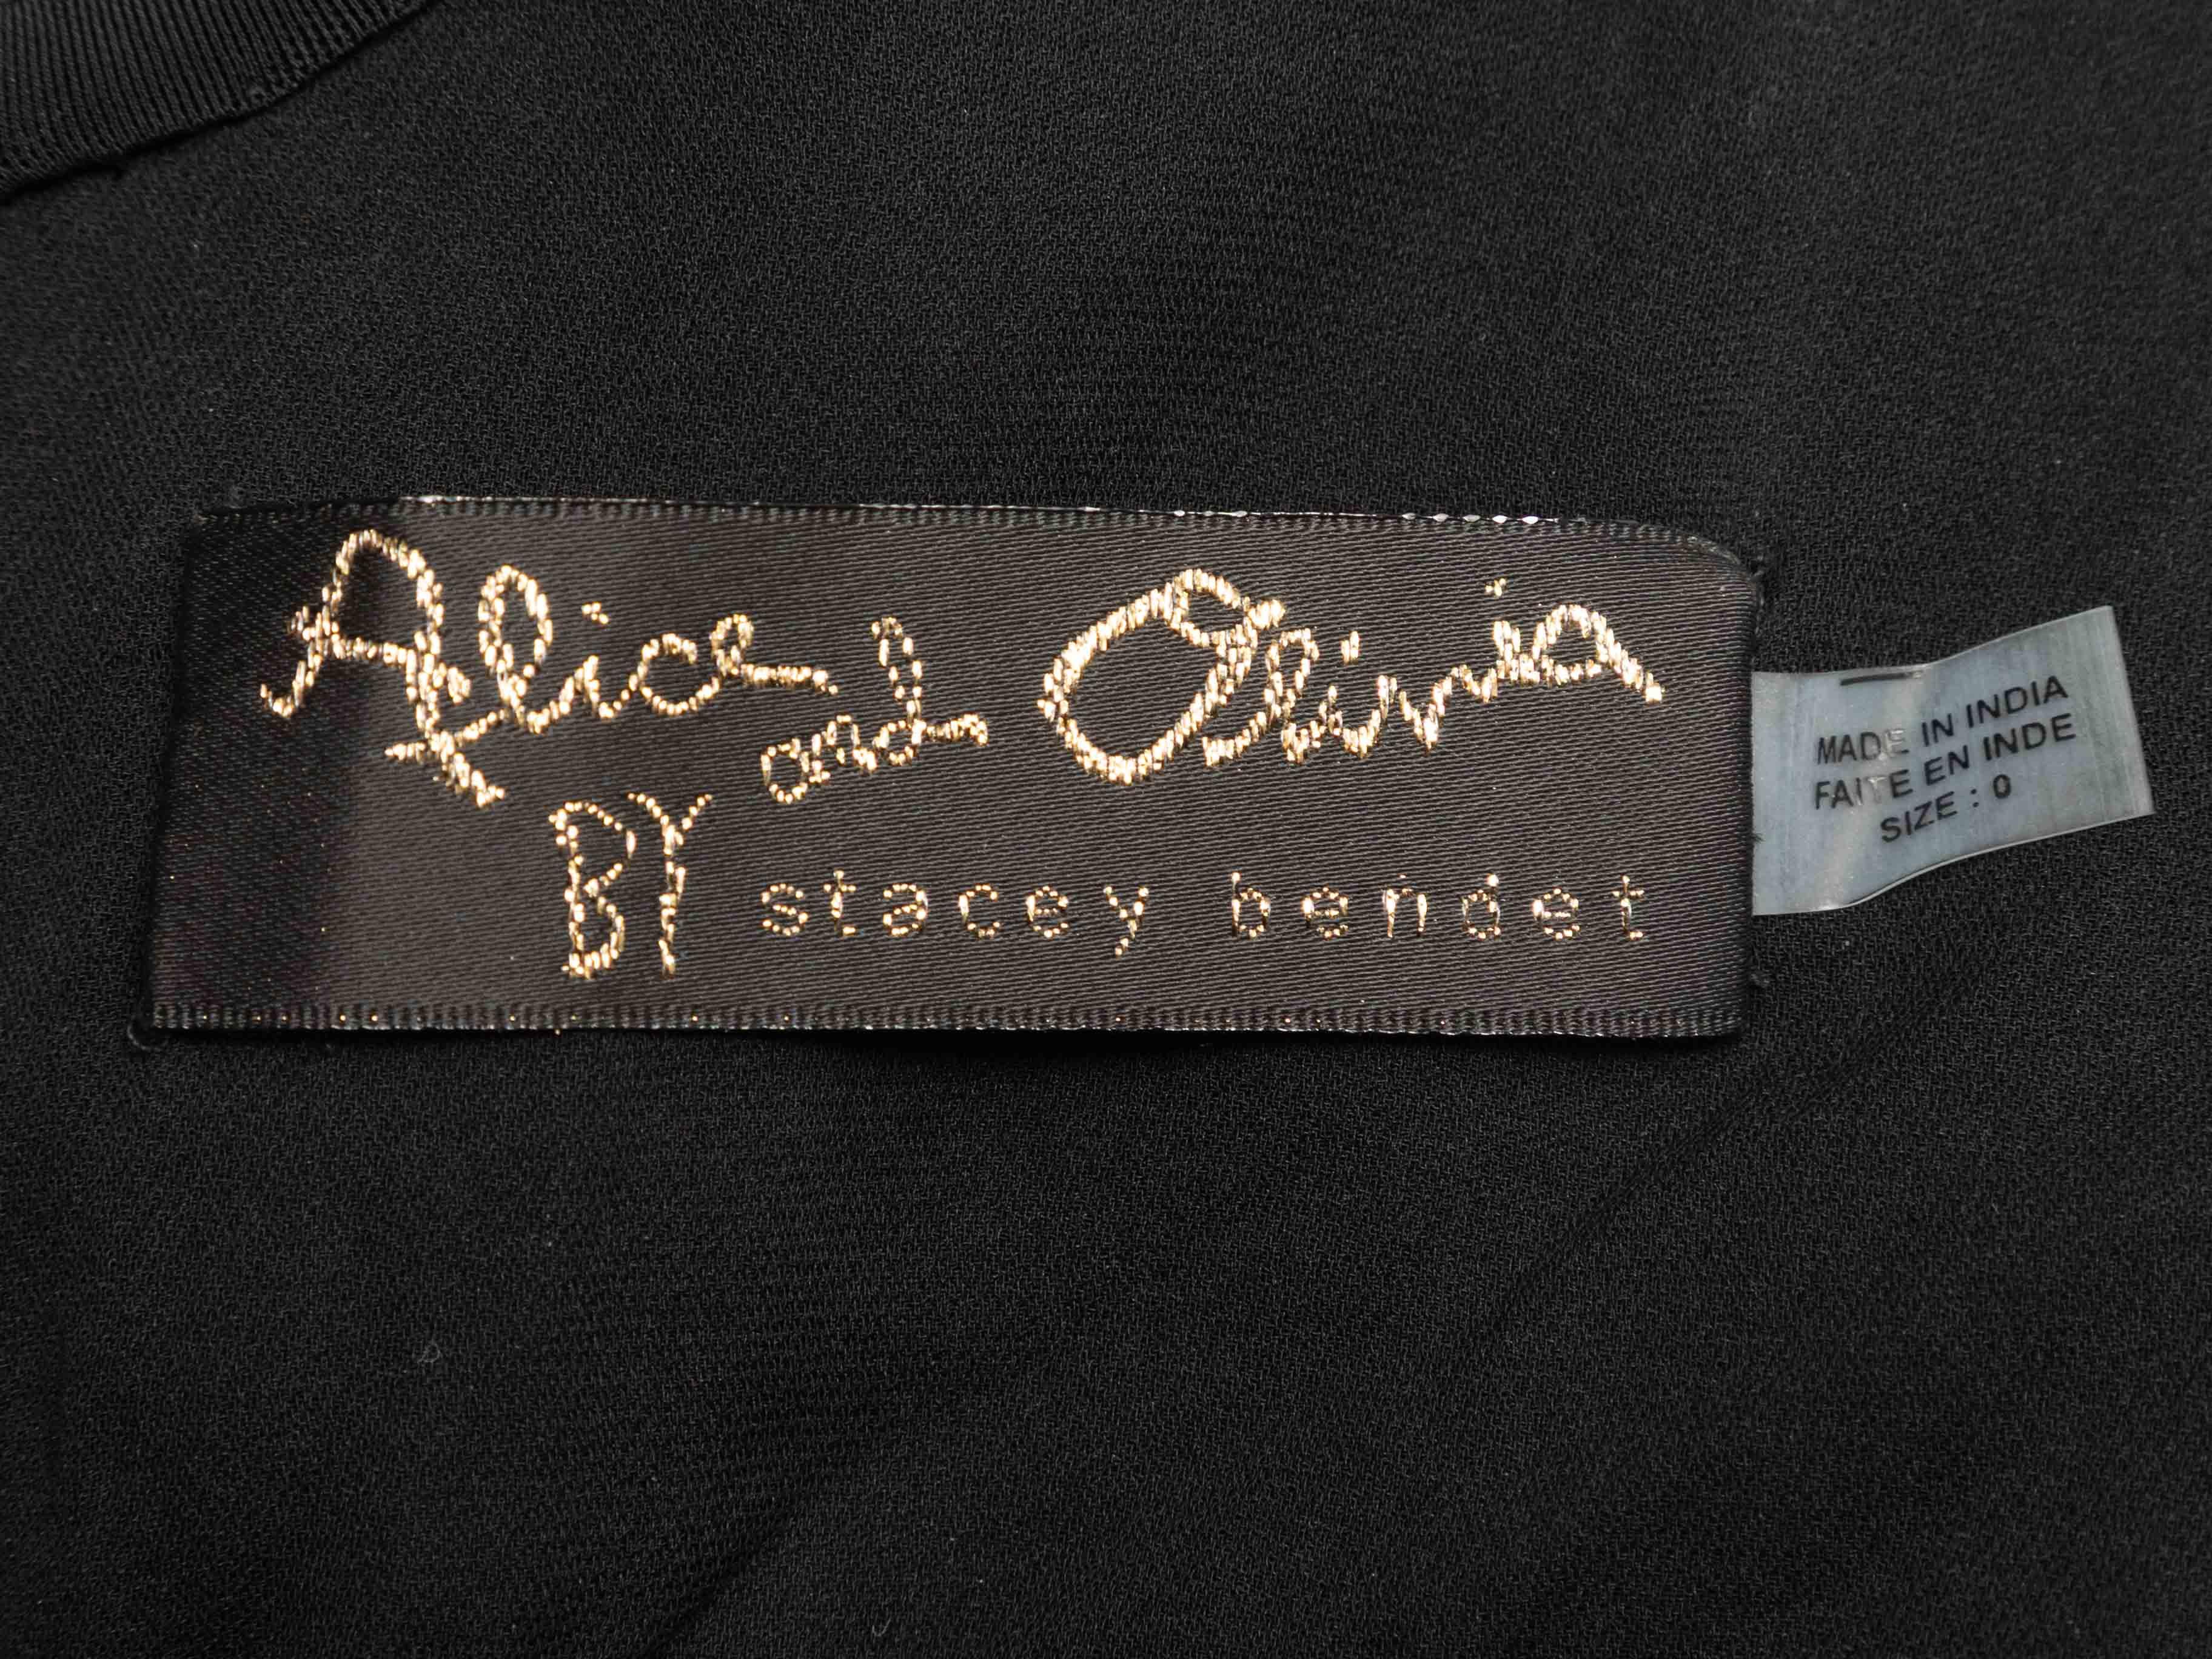 Alice and Olivia
BY stacey bendet
MADE IN INDIA
FAITE EN INDE
SIZE : 0